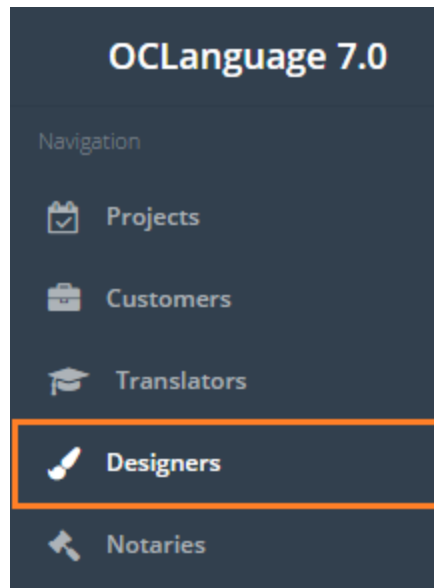 OCLanguage 7.0
Navigation
Projects
Customers
Translators
Designers
Notaries